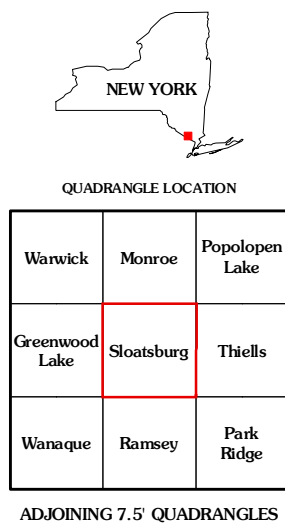 NEW YORK
QUADRANGLE LOCATION
Warwick
Monroe
Popolopen
Lake
Greenwood
Lake
Sloatsburg
Thiells
Wanaque
Ramsey
Park
Ridge
ADJOINING 7.5' QUADRANGLES